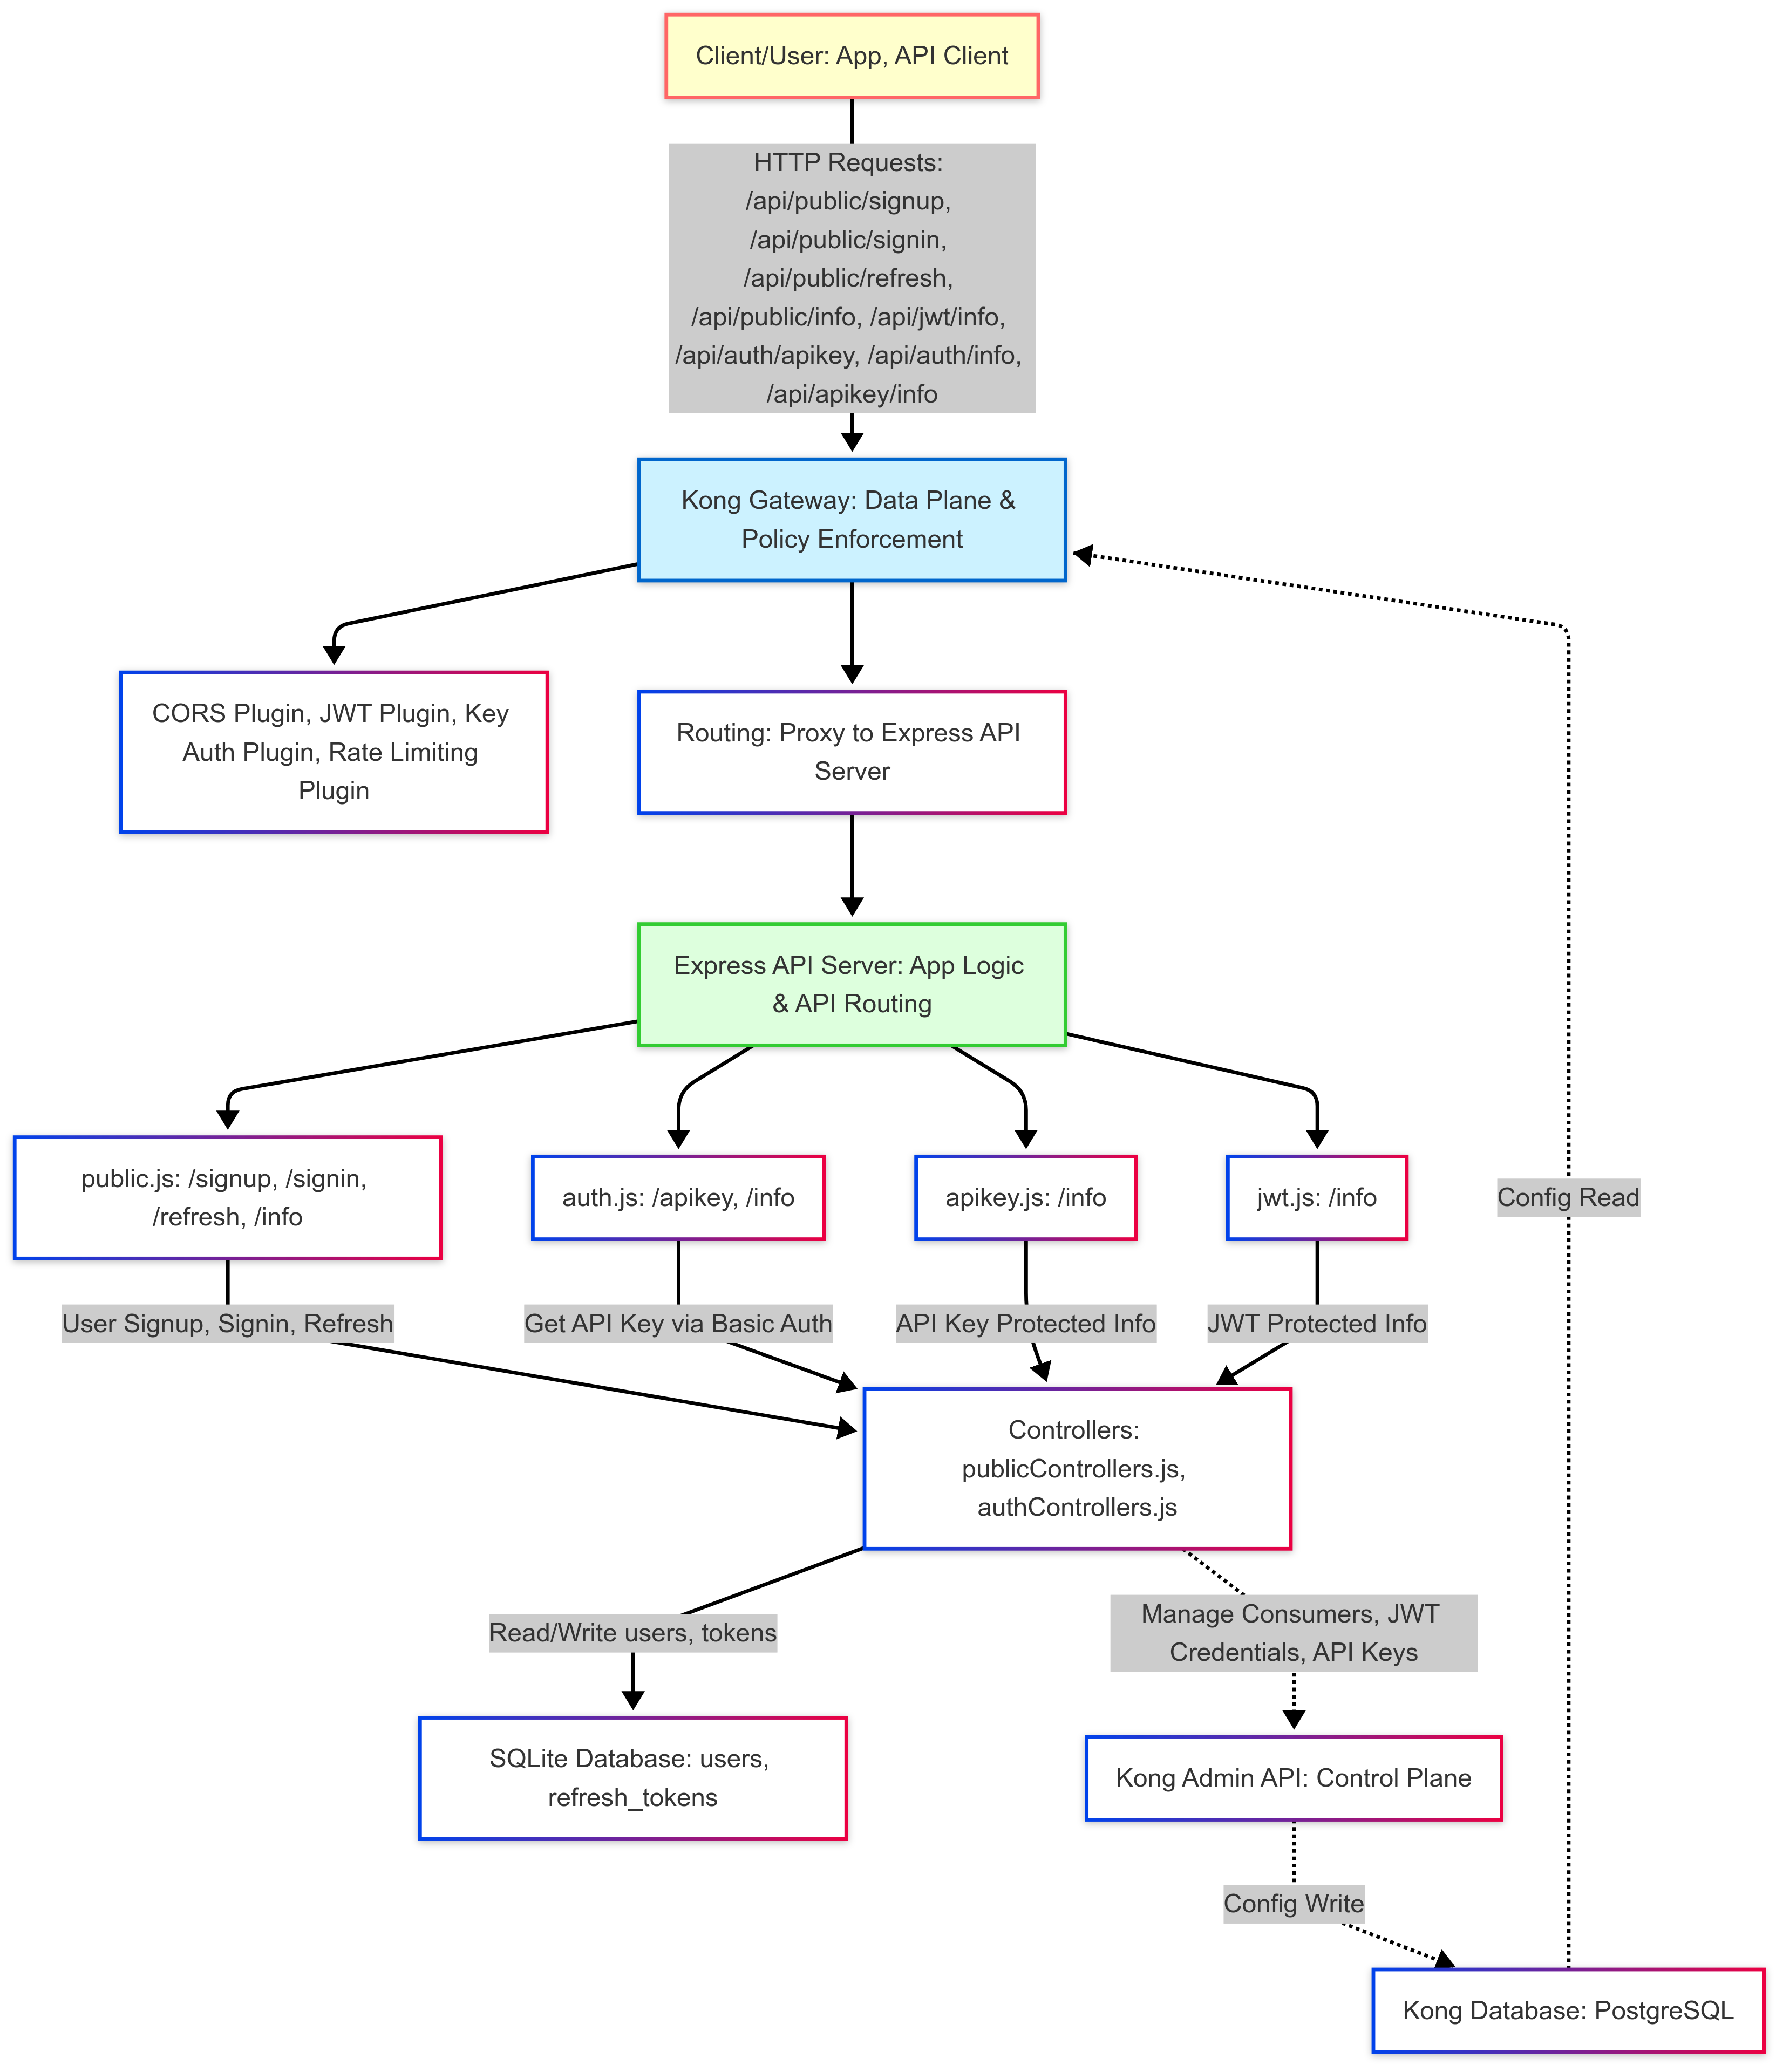 Client/User: App, API Client
HTTP Requests:
/api/public/signup,
/api/public/signin,
/api/public/refresh,
/api/public/info, /api/jwt/info,
/api/auth/apikey, /api/auth/info,
/api/apikey/info
Kong Gateway: Data Plane &
Policy Enforcement
CORS Plugin, JWT Plugin, Key
Auth Plugin, Rate Limiting
Plugin
Routing: Proxy to Express API
Server
Express API Server: App Logic
& API Routing
public.js: /signup, /signin,
/refresh, /info
auth.js: /apikey, /info
apikey.js: /info
jwt.js: /info
Config Read
User Signup, Signin, Refresh
Get API Key via Basic Auth
API Key Protected Info
JWT Protected Info
Controllers:
publicControllers.js,
authControllers.js
Read/Write users, tokens
Manage Consumers, JWT
Credentials, API Keys
SQLite Database: users,
refresh_tokens
Kong Admin API: Control Plane
Config Write
Kong Database: PostgreSQL